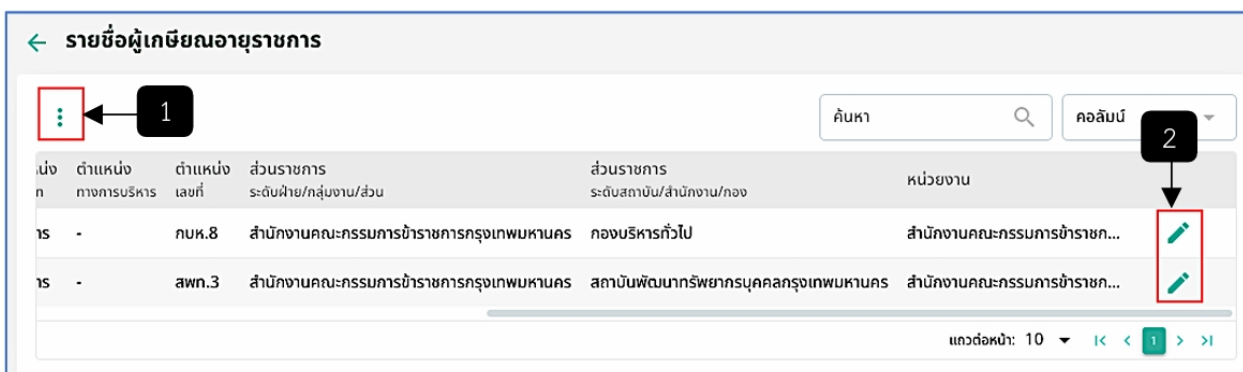 รายชื่อผู้เกษียณอายุราชการ
1
ค้นหา
คอลัมน์
2
ตำแหน่ง ตำแหน่ง ส่วนราชการ ส่วนราชการ หน่วยงาน
ทางการบริหาร เลขที่ ระดับฝ่าย/กลุ่มงาน/ส่วน ระดับสถาบัน/สำนักงาน/กอง
- กบห.8 สำนักงานคณะกรรมการข้าราชการกรุงเทพมหานคร กองบริหารทั่วไป สำนักงานคณะกรรมการข้าราชก...
- สพท.3 สำนักงานคณะกรรมการข้าราชการกรุงเทพมหานคร สถาบันพัฒนาทรัพยากรบุคคลกรุงเทพมหานคร สำนักงานคณะกรรมการข้าราชก...
แถวต่อหน้า: 10 1